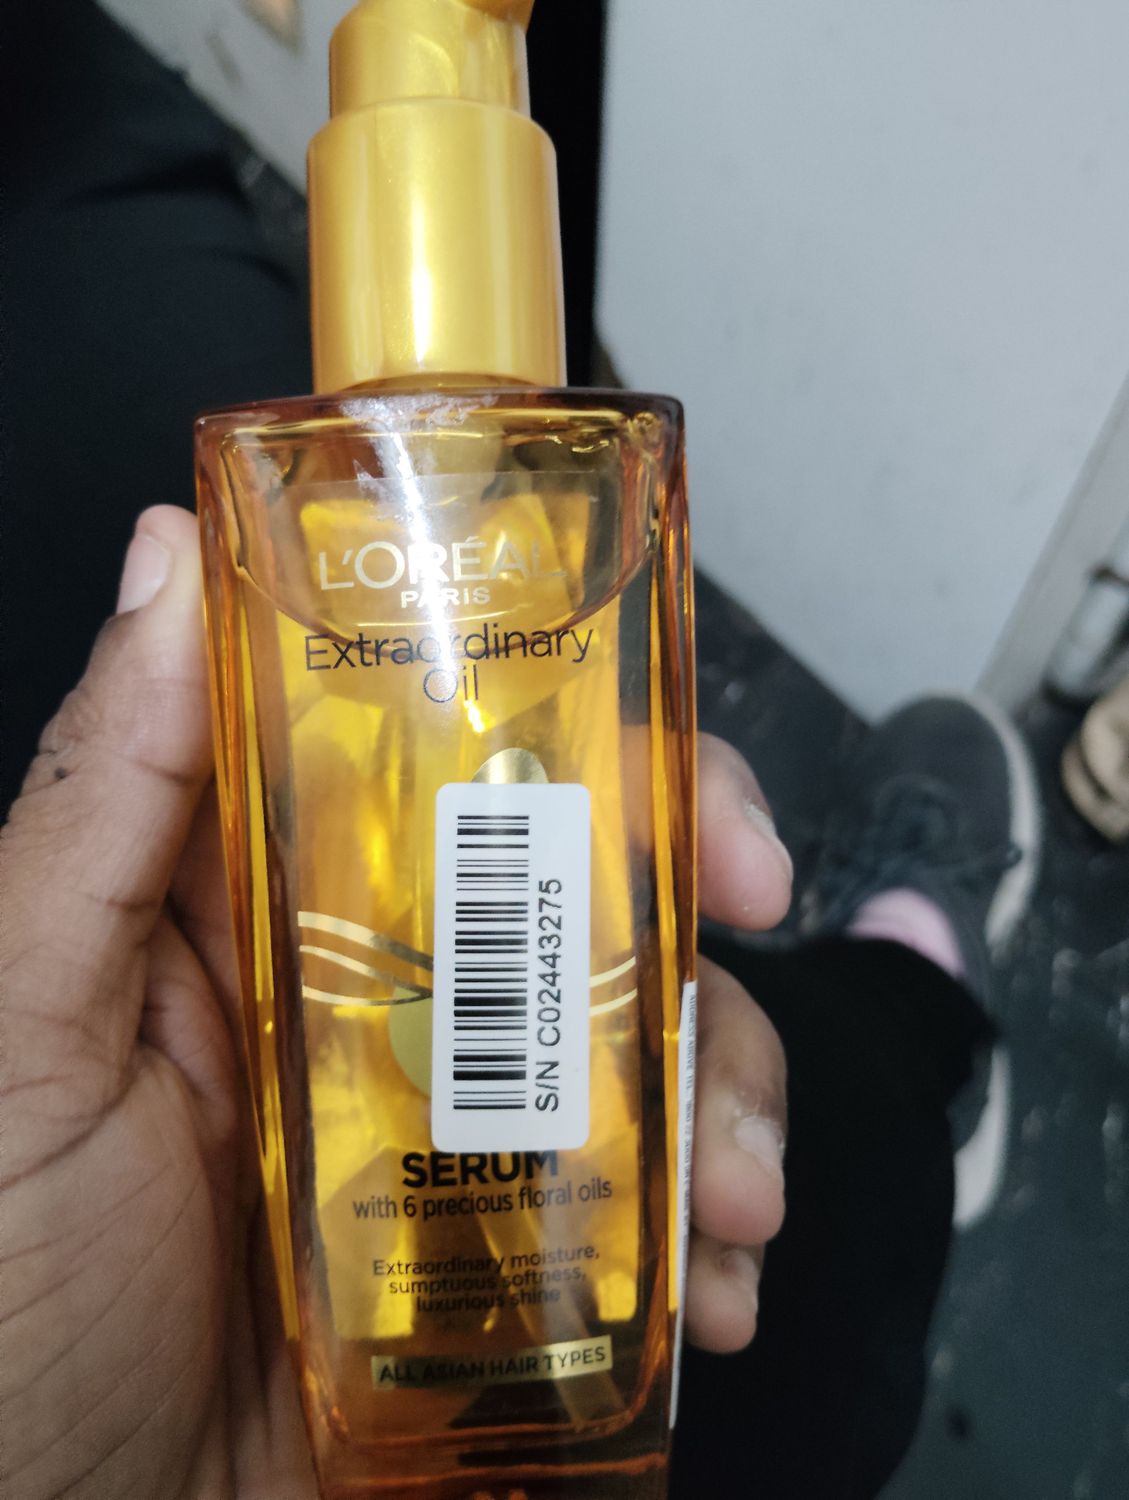 L'ORÉAL
PARIS
Extraordinary
Oil
S/N C02443275
SERUM
with 6 precious floral oils
Extraordinary moisture,
sumptuous softness,
luxurious shine
ALL ASIAN HAIR TYPES